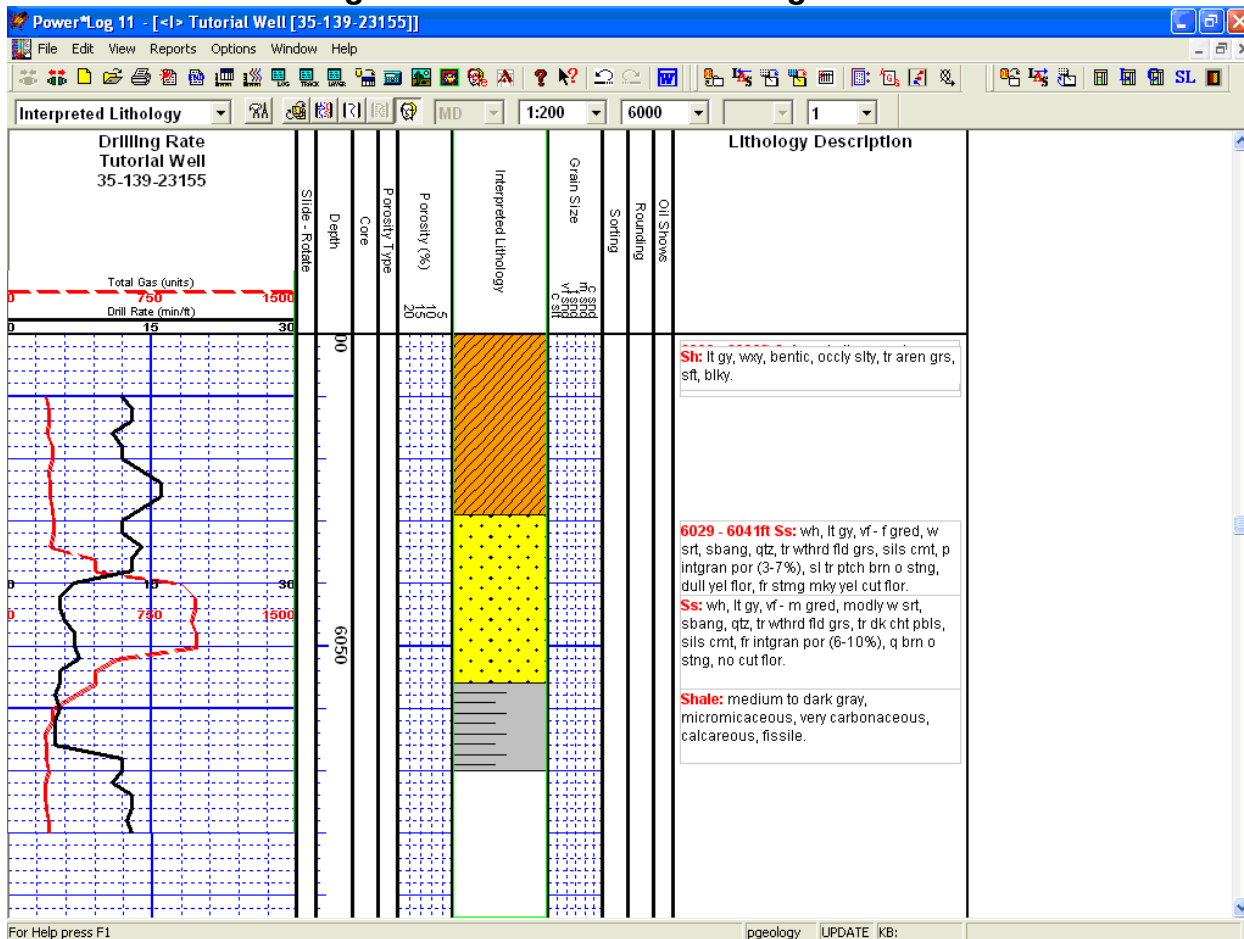 Power*Log 11 - [<I> Tutorial Well [35-139-23155]]
File Edit View Reports Options Window Help
SL
Interpreted Lithology MD 1:200 6000 1
Drilling Rate
Tutorial Well
35-139-23155
Total Gas (units)
0 750 1500
Drill Rate (min/ft)
0 15 30
Slide - Rotate
Depth
Core
Porosity Type
Porosity (%)
20 15 10 5
Interpreted Lithology
Grain Size
c slt
vf snd
f snd
m snd
c snd
Sorting
Rounding
Oil Shows
Lithology Description
00
Sh: lt gy, wxy, bentic, occly slty, tr aren grs,
sft, blky.
6029 - 6041ft Ss: wh, lt gy, vf - f gred, w
srt, sbang, qtz, tr wthrd fld grs, sils cmt, p
intgran por (3-7%), sl tr ptch brn o stng,
dull yel flor, fr stmg mky yel cut flor.
0 15 30
0 750 1500
6050
Ss: wh, lt gy, vf - m gred, modly w srt,
sbang, qtz, tr wthrd fld grs, tr dk cht pbls,
sils cmt, fr intgran por (6-10%), q brn o
stng, no cut flor.
Shale: medium to dark gray,
micromicaceous, very carbonaceous,
calcareous, fissile.
For Help press F1 pgeology UPDATE KB: